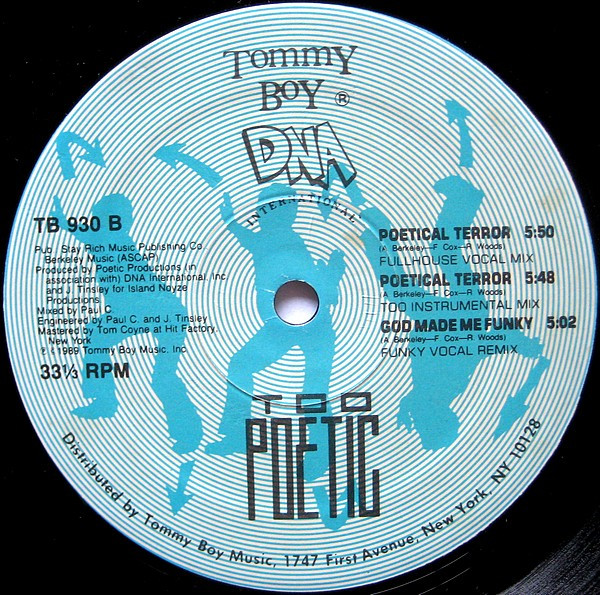 TOMMY
BOY ®
DNA
INTERNATIONAL
TB 930 B
Pub. Stay Rich Music Publishing Co.
Berkeley Music (ASCAP)
Produced by Poetic Productions (in
association with) DNA International, Inc.
and J. Tinsley for Island Noyze
Productions
Mixed by Paul C.
Engineered by Paul C. and J. Tinsley
Mastered by Tom Coyne at Hit Factory,
New York
℗ © 1989 Tommy Boy Music, Inc.
33⅓ RPM
POETICAL TERROR 5:50
(A. Berkeley—F. Cox—R. Woods)
FULLHOUSE VOCAL MIX
POETICAL TERROR 5:48
(A. Berkeley—F. Cox—R. Woods)
TOO INSTRUMENTAL MIX
GOD MADE ME FUNKY 5:02
(A. Berkeley—F. Cox—R. Woods)
FUNKY VOCAL REMIX
TOO
POETIC
Distributed by Tommy Boy Music, 1747 First Avenue, New York, NY 10128